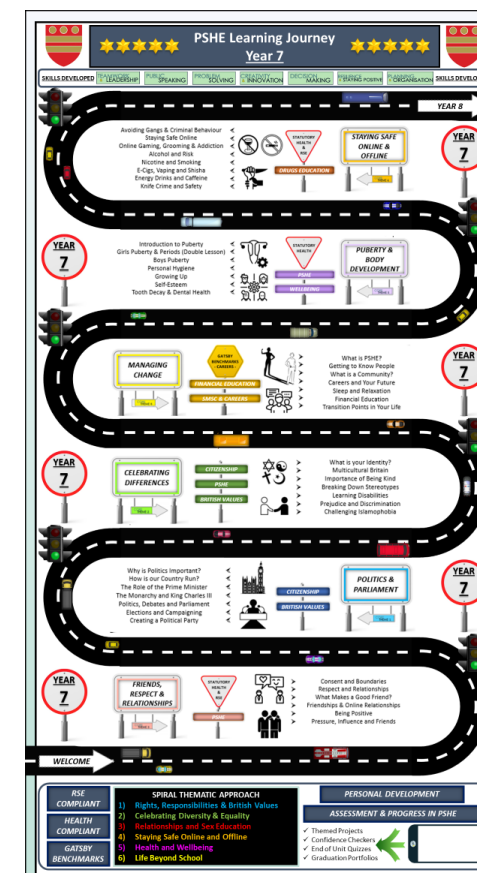 PSHE Learning Journey
Year 7
SKILLS DEVELOPED
TEAMWORK & LEADERSHIP
PUBLIC SPEAKING
PROBLEM SOLVING
CREATIVITY & INNOVATION
DECISION MAKING
& STAYING POSITIVE
PLANNING & ORGANISATION
SKILLS DEVELO
YEAR 8
Avoiding Gangs & Criminal Behaviour
Staying Safe Online
Online Gaming, Grooming & Addiction
Alcohol and Risk
Nicotine and Smoking
E-Cigs, Vaping and Shisha
Energy Drinks and Caffeine
Knife Crime and Safety
STATUTORY
HEALTH
& RSE
DRUGS EDUCATION
STAYING SAFE
ONLINE &
OFFLINE
YEAR
7
YEAR
7
Introduction to Puberty
Girls Puberty & Periods (Double Lesson)
Boys Puberty
Personal Hygiene
Growing Up
Self-Esteem
Tooth Decay & Dental Health
STATUTORY
HEALTH
PSHE
WELLBEING
PUBERTY &
BODY
DEVELOPMENT
MANAGING
CHANGE
GATSBY
BENCHMARKS
CAREERS
FINANCIAL EDUCATION
SMSC & CAREERS
What is PSHE?
Getting to Know People
What is a Community?
Careers and Your Future
Sleep and Relaxation
Financial Education
Transition Points in Your Life
YEAR
7
YEAR
7
CELEBRATING
DIFFERENCES
CITIZENSHIP
PSHE
BRITISH VALUES
What is your Identity?
Multicultural Britain
Importance of Being Kind
Breaking Down Stereotypes
Learning Disabilities
Prejudice and Discrimination
Challenging Islamophobia
Why is Politics Important?
How is our Country Run?
The Role of the Prime Minister
The Monarchy and King Charles III
Politics, Debates and Parliament
Elections and Campaigning
Creating a Political Party
CITIZENSHIP
BRITISH VALUES
POLITICS &
PARLIAMENT
YEAR
7
YEAR
7
FRIENDS,
RESPECT &
RELATIONSHIPS
STATUTORY
HEALTH
& RSE
PSHE
Consent and Boundaries
Respect and Relationships
What Makes a Good Friend?
Friendships & Online Relationships
Being Positive
Pressure, Influence and Friends
WELCOME
RSE
COMPLIANT
HEALTH
COMPLIANT
GATSBY
BENCHMARKS
SPIRAL THEMATIC APPROACH
1) Rights, Responsibilities & British Values
2) Celebrating Diversity & Equality
3) Relationships and Sex Education
4) Staying Safe Online and Offline
5) Health and Wellbeing
6) Life Beyond School
PERSONAL DEVELOPMENT
ASSESSMENT & PROGRESS IN PSHE
✓ Themed Projects
✓ Confidence Checkers
✓ End of Unit Quizzes
✓ Graduation Portfolios